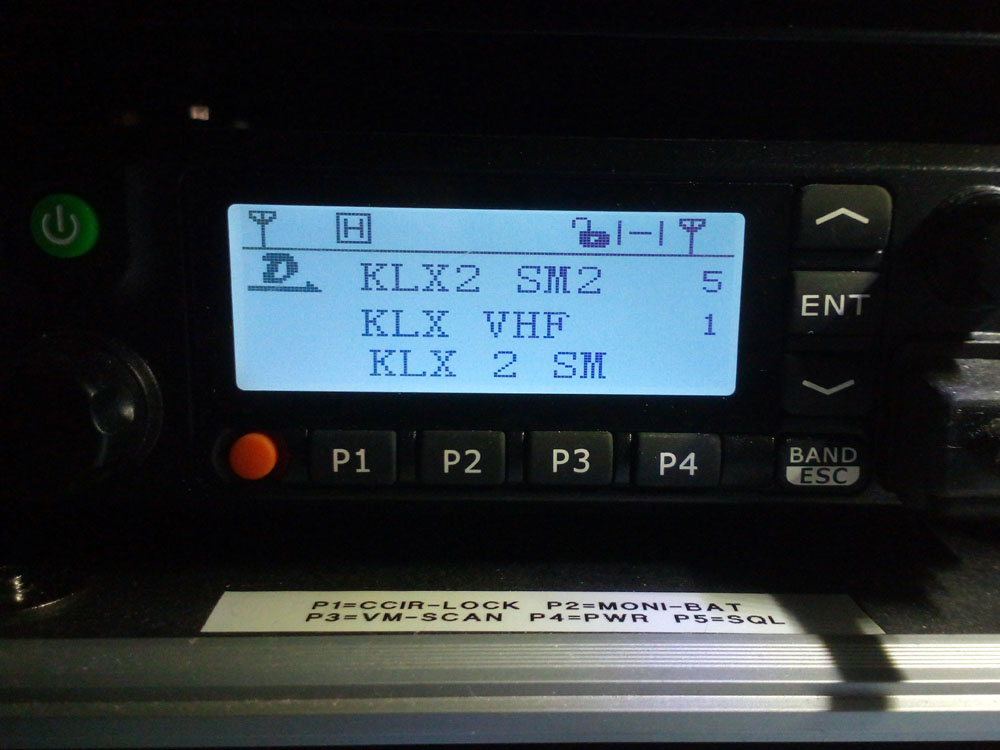 H
D
KLX2 SM2 5
KLX VHF 1
KLX 2 SM
ENT
P1 P2 P3 P4
BAND
ESC
P1=CCIR-LOCK P2=MONI-BAT
P3=VM-SCAN P4=PWR P5=SQL